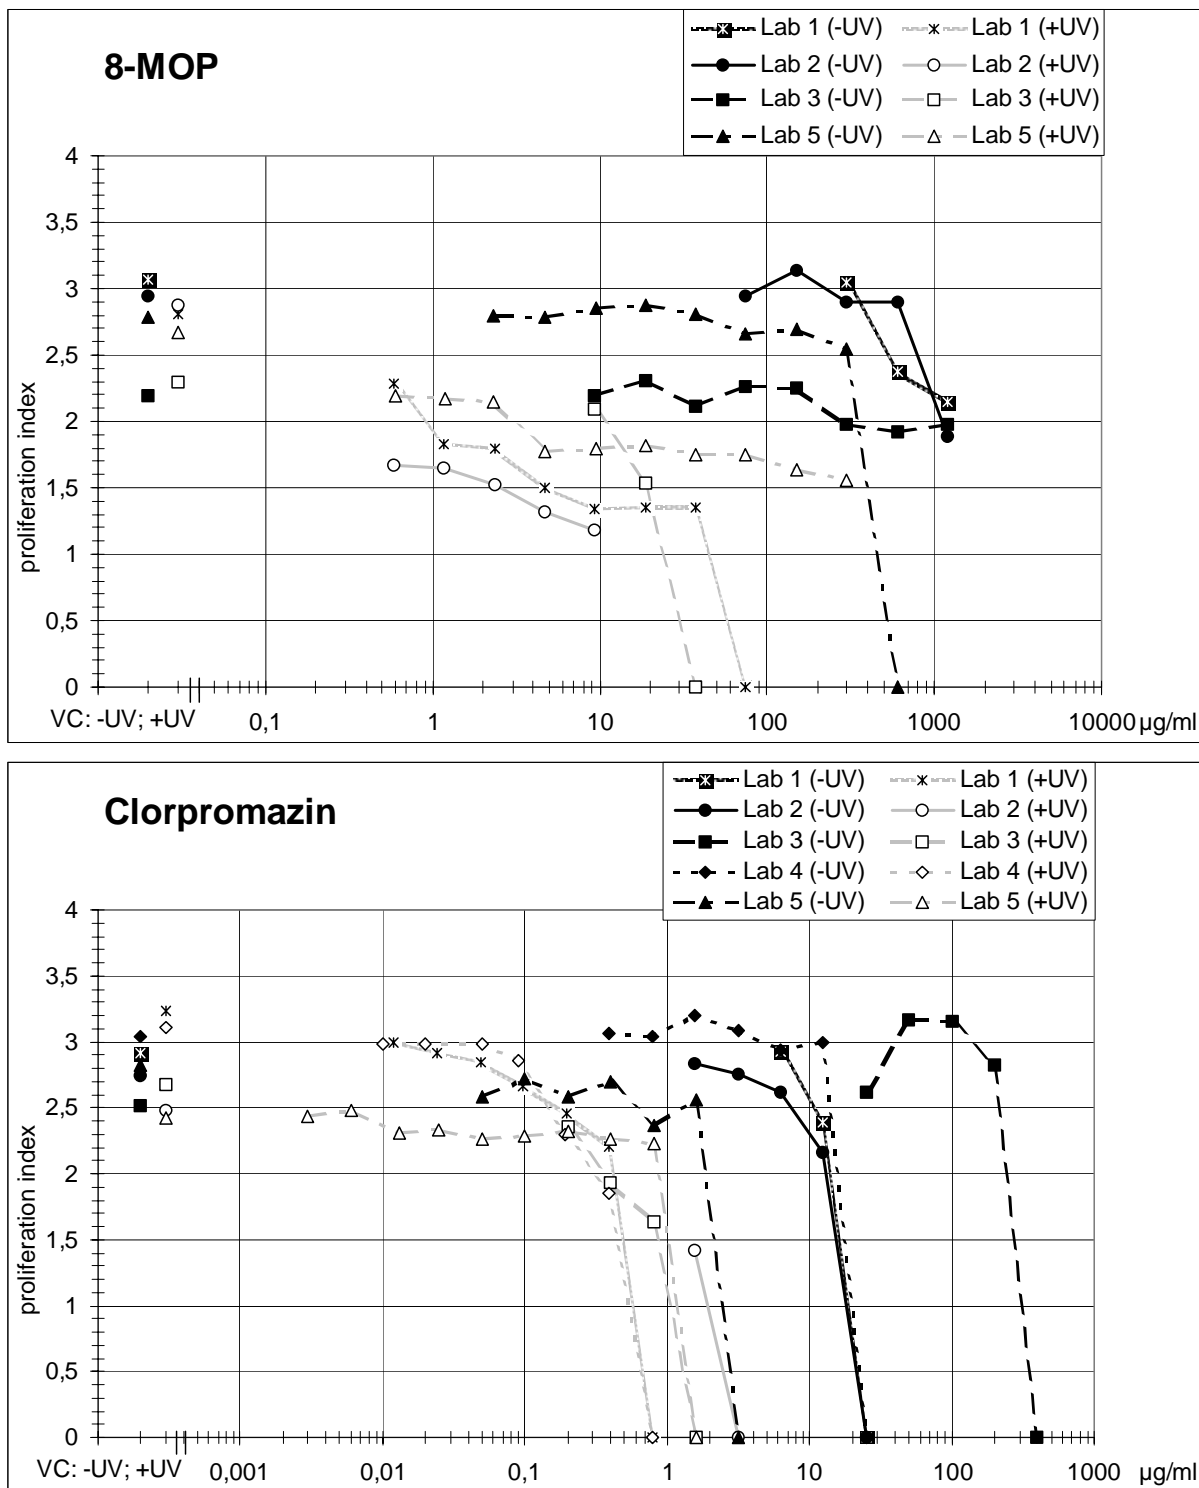 8-MOP
Lab 1 (-UV) Lab 1 (+UV)
Lab 2 (-UV) Lab 2 (+UV)
Lab 3 (-UV) Lab 3 (+UV)
Lab 5 (-UV) Lab 5 (+UV)
4
3,5
3
2,5
2
1,5
1
0,5
0
proliferation index
VC: -UV; +UV 0,1 1 10 100 1000 10000 µg/ml
Clorpromazin
Lab 1 (-UV) Lab 1 (+UV)
Lab 2 (-UV) Lab 2 (+UV)
Lab 3 (-UV) Lab 3 (+UV)
Lab 4 (-UV) Lab 4 (+UV)
Lab 5 (-UV) Lab 5 (+UV)
4
3,5
3
2,5
2
1,5
1
0,5
0
proliferation index
VC: -UV; +UV 0,001 0,01 0,1 1 10 100 1000 µg/ml